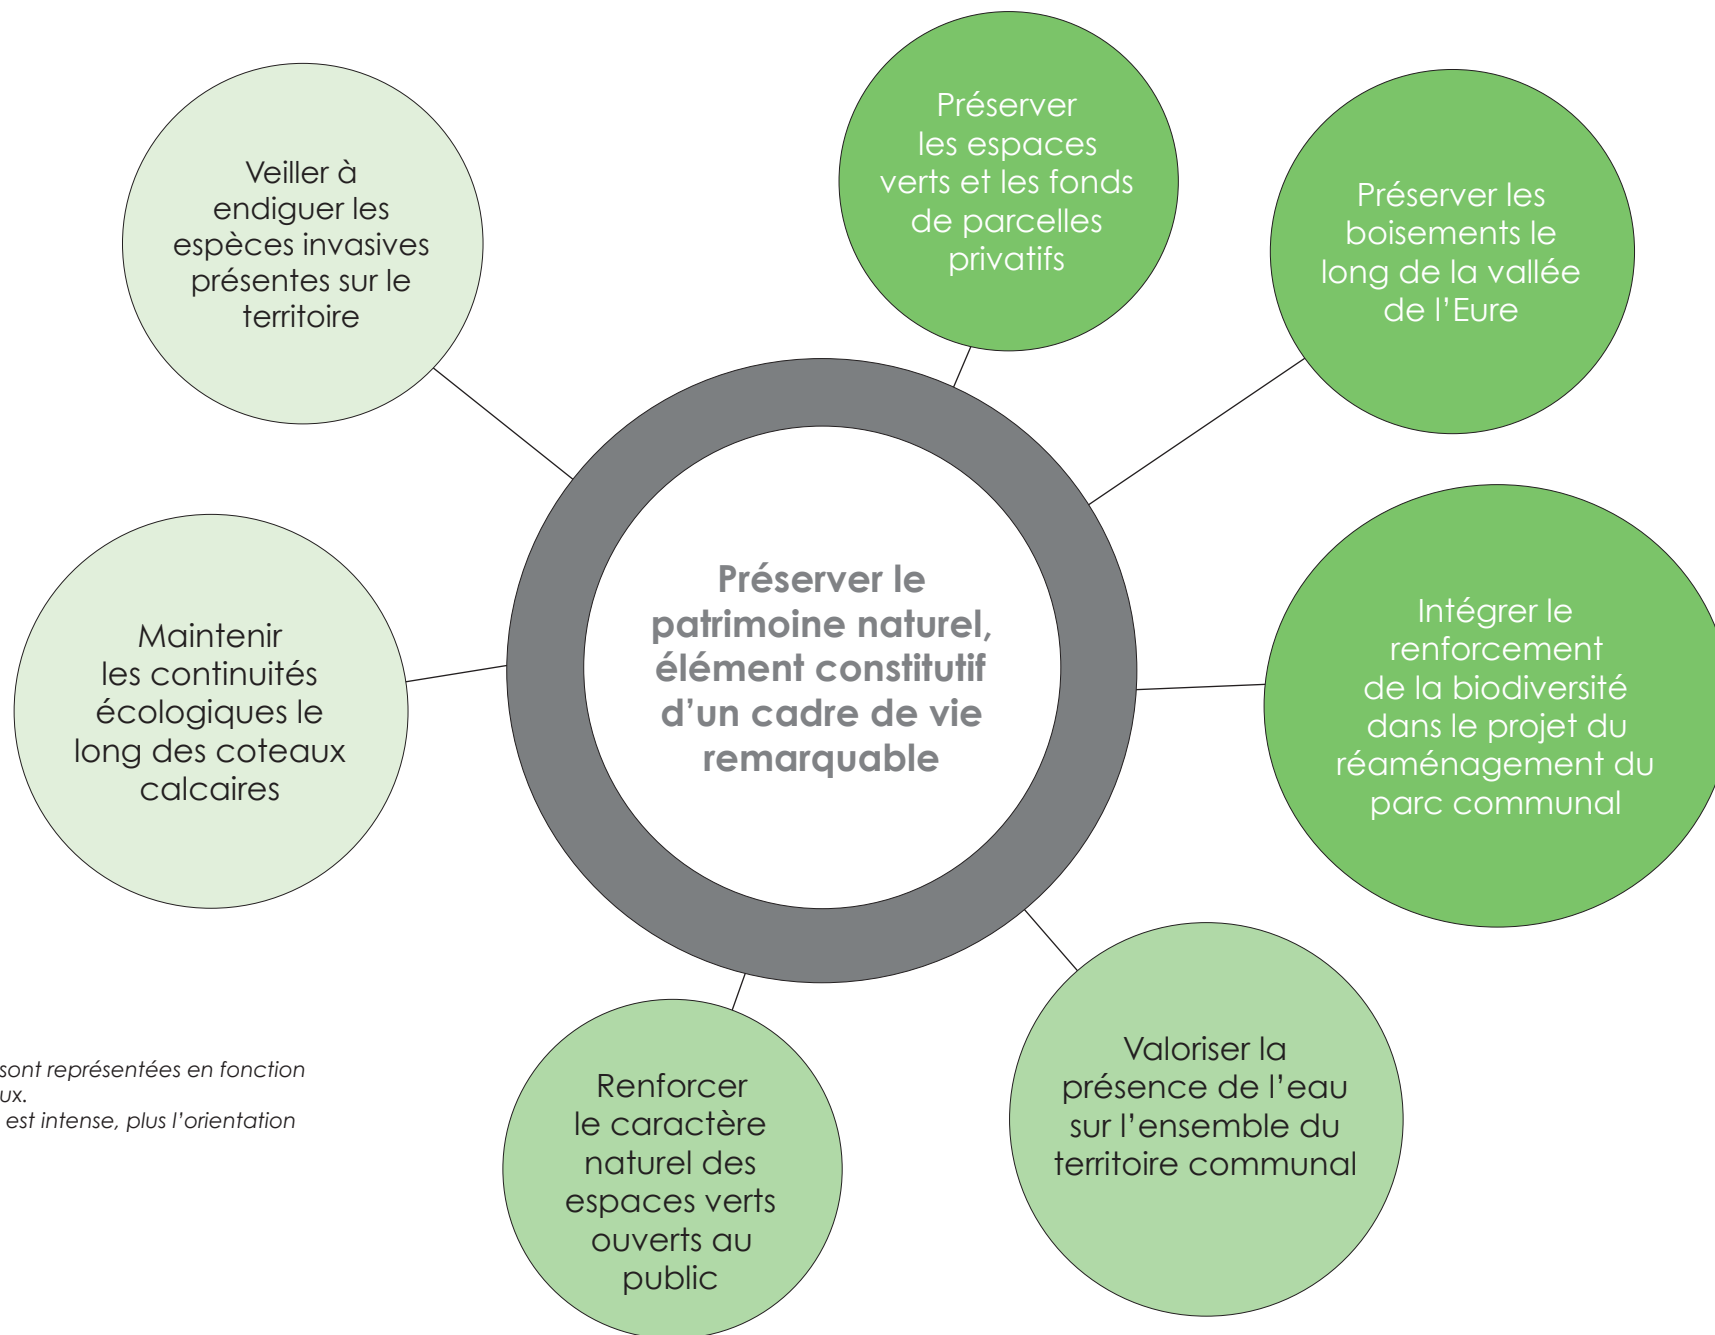 Préserver
les espaces
verts et les fonds
de parcelles
privatifs
Veiller à
endiguer les
espèces invasives
présentes sur le
territoire
Préserver les
boisements le
long de la vallée
de l’Eure
Préserver le
patrimoine naturel,
élément constitutif
d’un cadre de vie
remarquable
Maintenir
les continuités
écologiques le
long des coteaux
calcaires
Intégrer le
renforcement
de la biodiversité
dans le projet du
réaménagement du
parc communal
Valoriser la
présence de l’eau
sur l’ensemble du
territoire communal
Renforcer
le caractère
naturel des
espaces verts
ouverts au
public
sont représentées en fonction
ux.
est intense, plus l’orientation